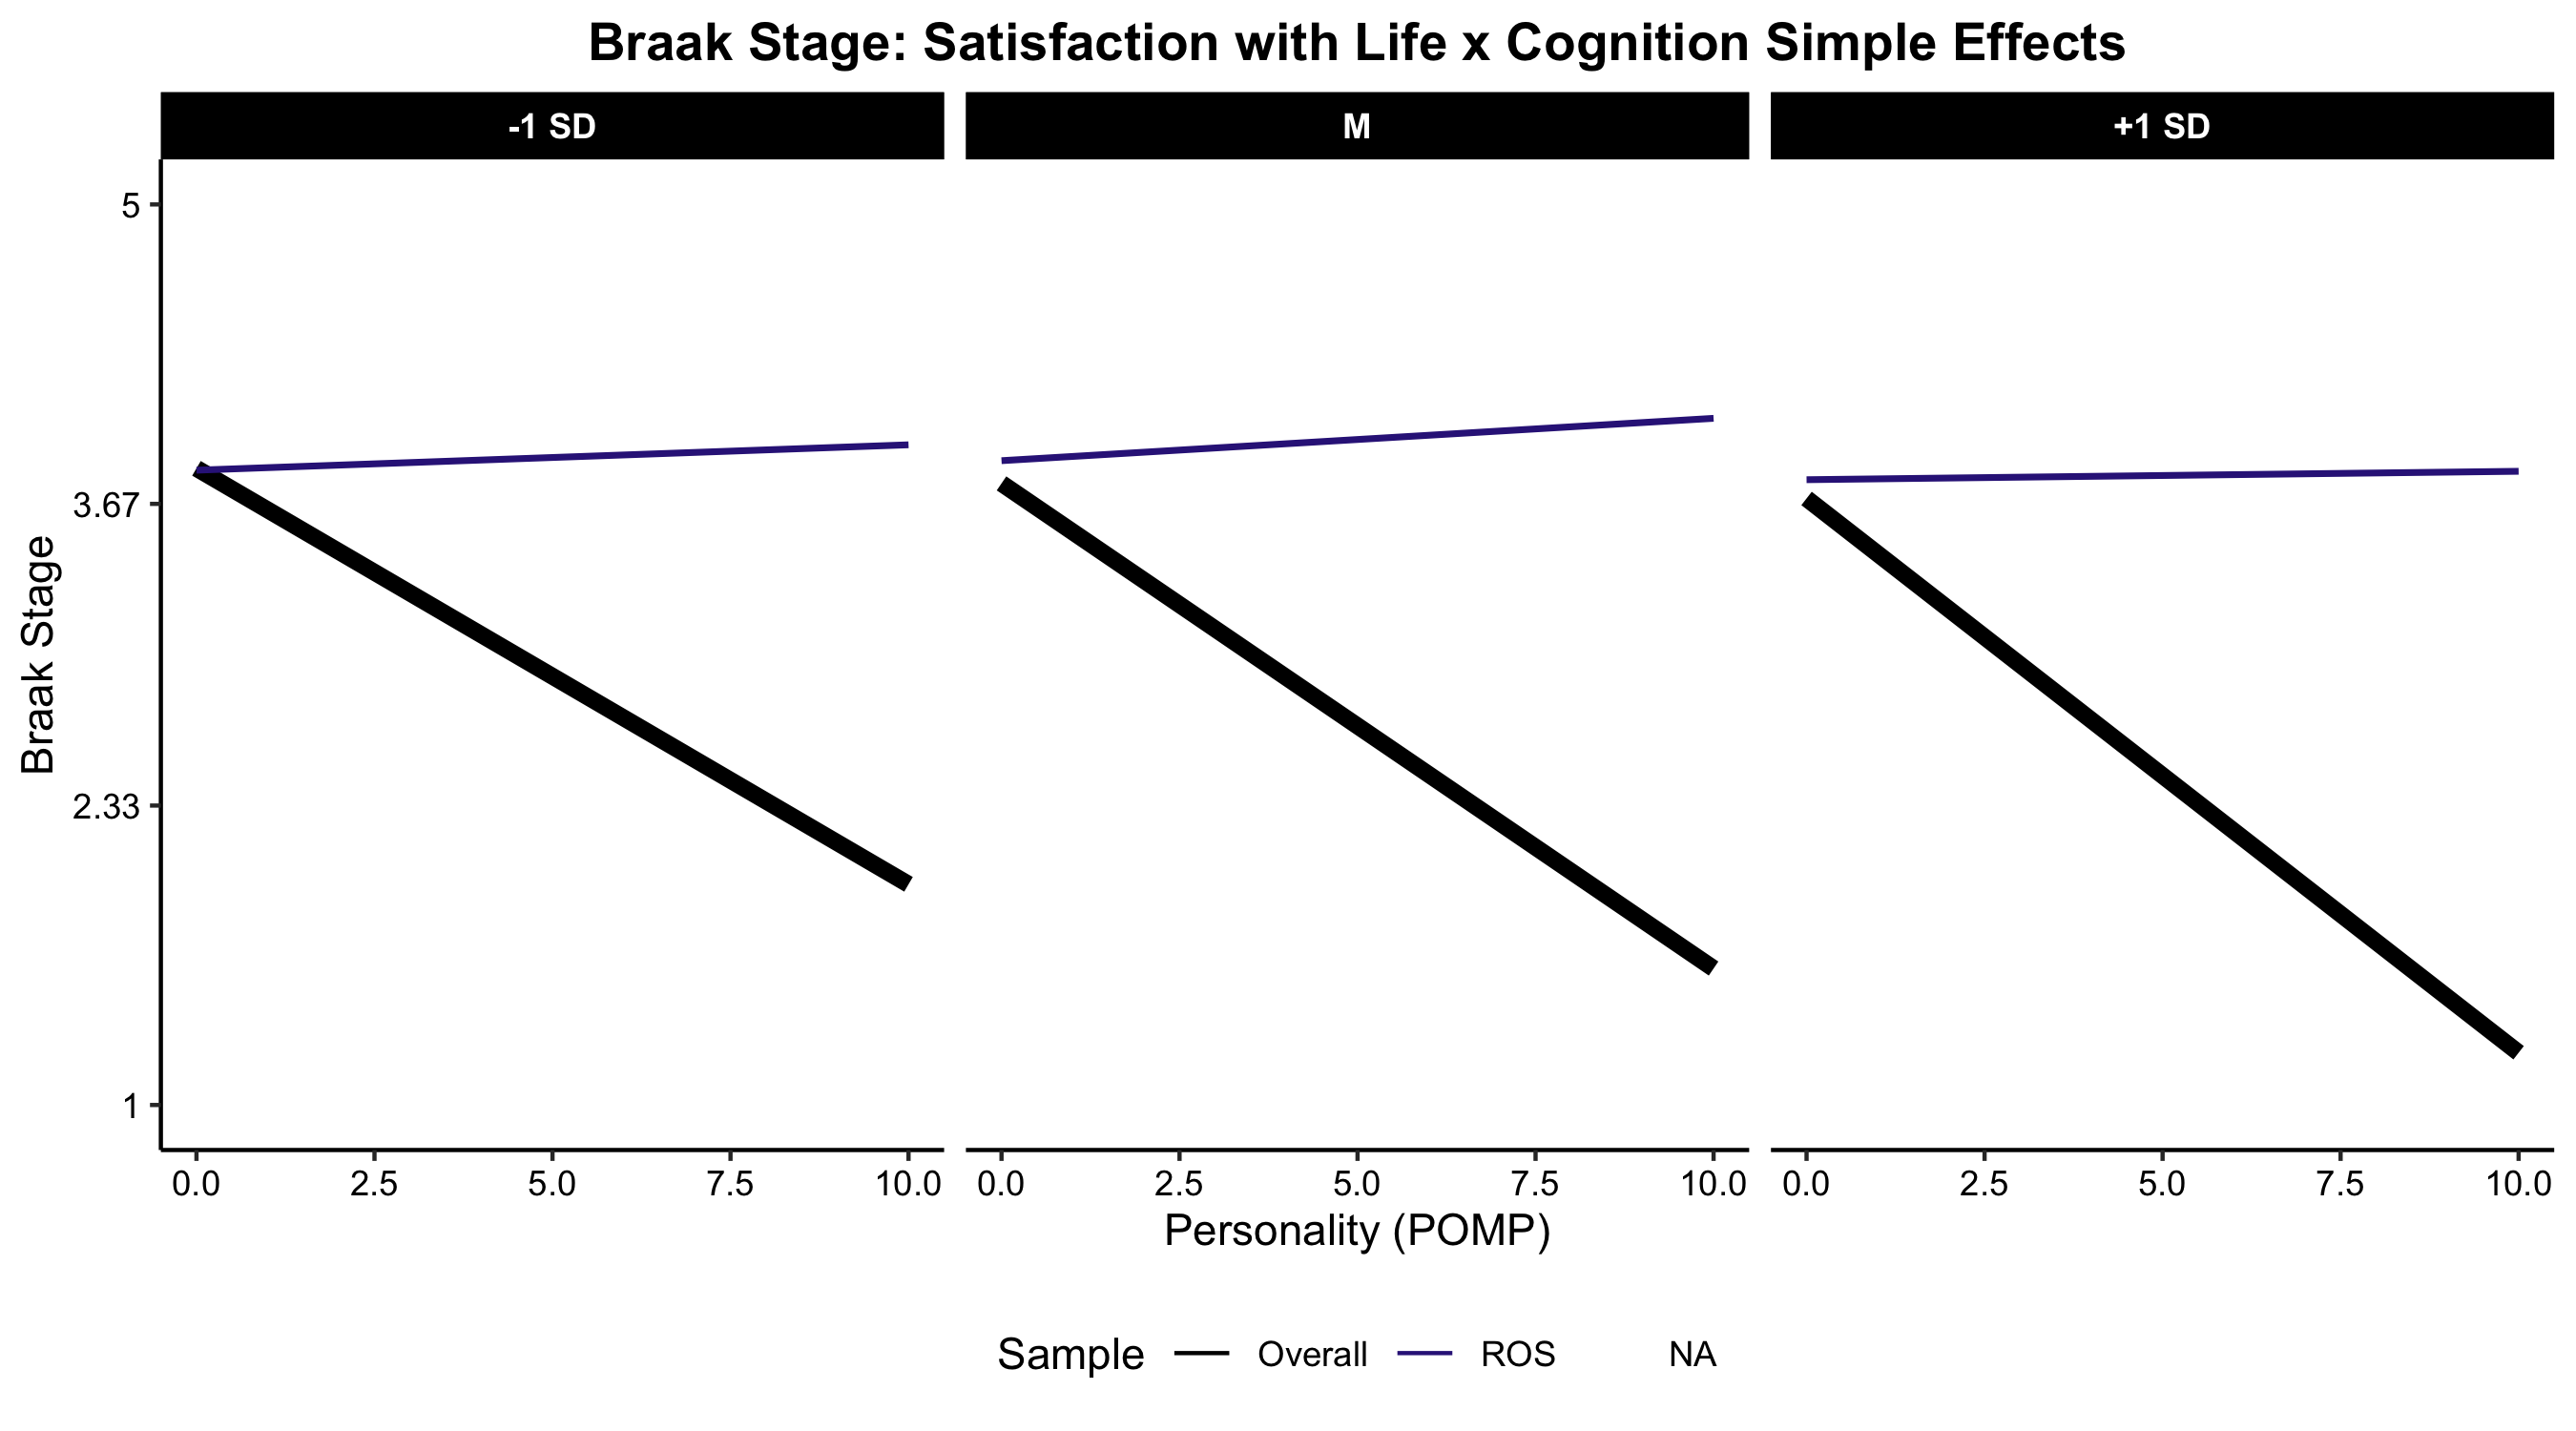 Braak Stage: Satisfaction with Life x Cognition Simple Effects
-1 SD M +1 SD
5
3.67
2.33
1
Braak Stage
0.0 2.5 5.0 7.5 10.0 0.0 2.5 5.0 7.5 10.0 0.0 2.5 5.0 7.5 10.0
Personality (POMP)
Sample Overall ROS NA